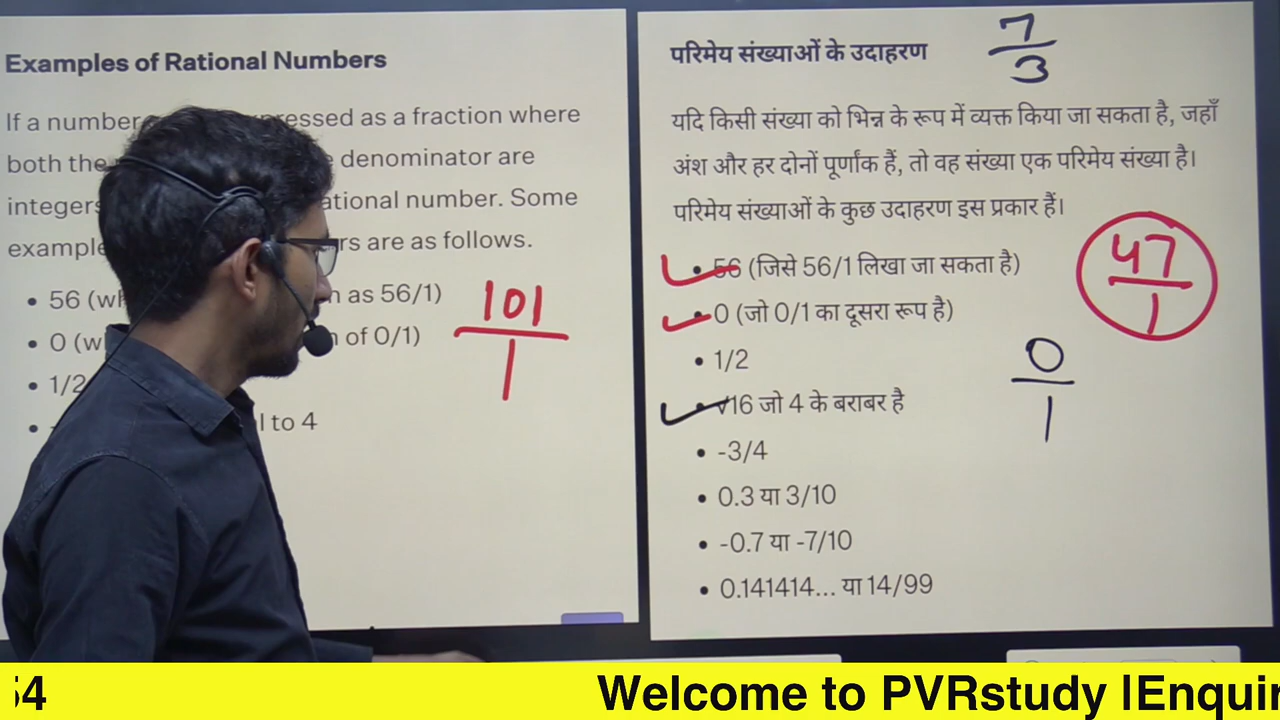 Examples of Rational Numbers
If a number expressed as a fraction where
both the denominator are
integers rational number. Some
example are as follows.
• 56 (wh as 56/1)
• 0 (w of 0/1)
• 1/2
• to 4
101
1
परिमेय संख्याओं के उदाहरण
7
3
यदि किसी संख्या को भिन्न के रूप में व्यक्त किया जा सकता है, जहाँ
अंश और हर दोनों पूर्णांक हैं, तो वह संख्या एक परिमेय संख्या है।
परिमेय संख्याओं के कुछ उदाहरण इस प्रकार हैं।
• 56 (जिसे 56/1 लिखा जा सकता है)
• 0 (जो 0/1 का दूसरा रूप है)
• 1/2
• √16 जो 4 के बराबर है
• -3/4
• 0.3 या 3/10
• -0.7 या -7/10
• 0.141414... या 14/99
47
1
0
1
4 Welcome to PVRstudy |Enquir